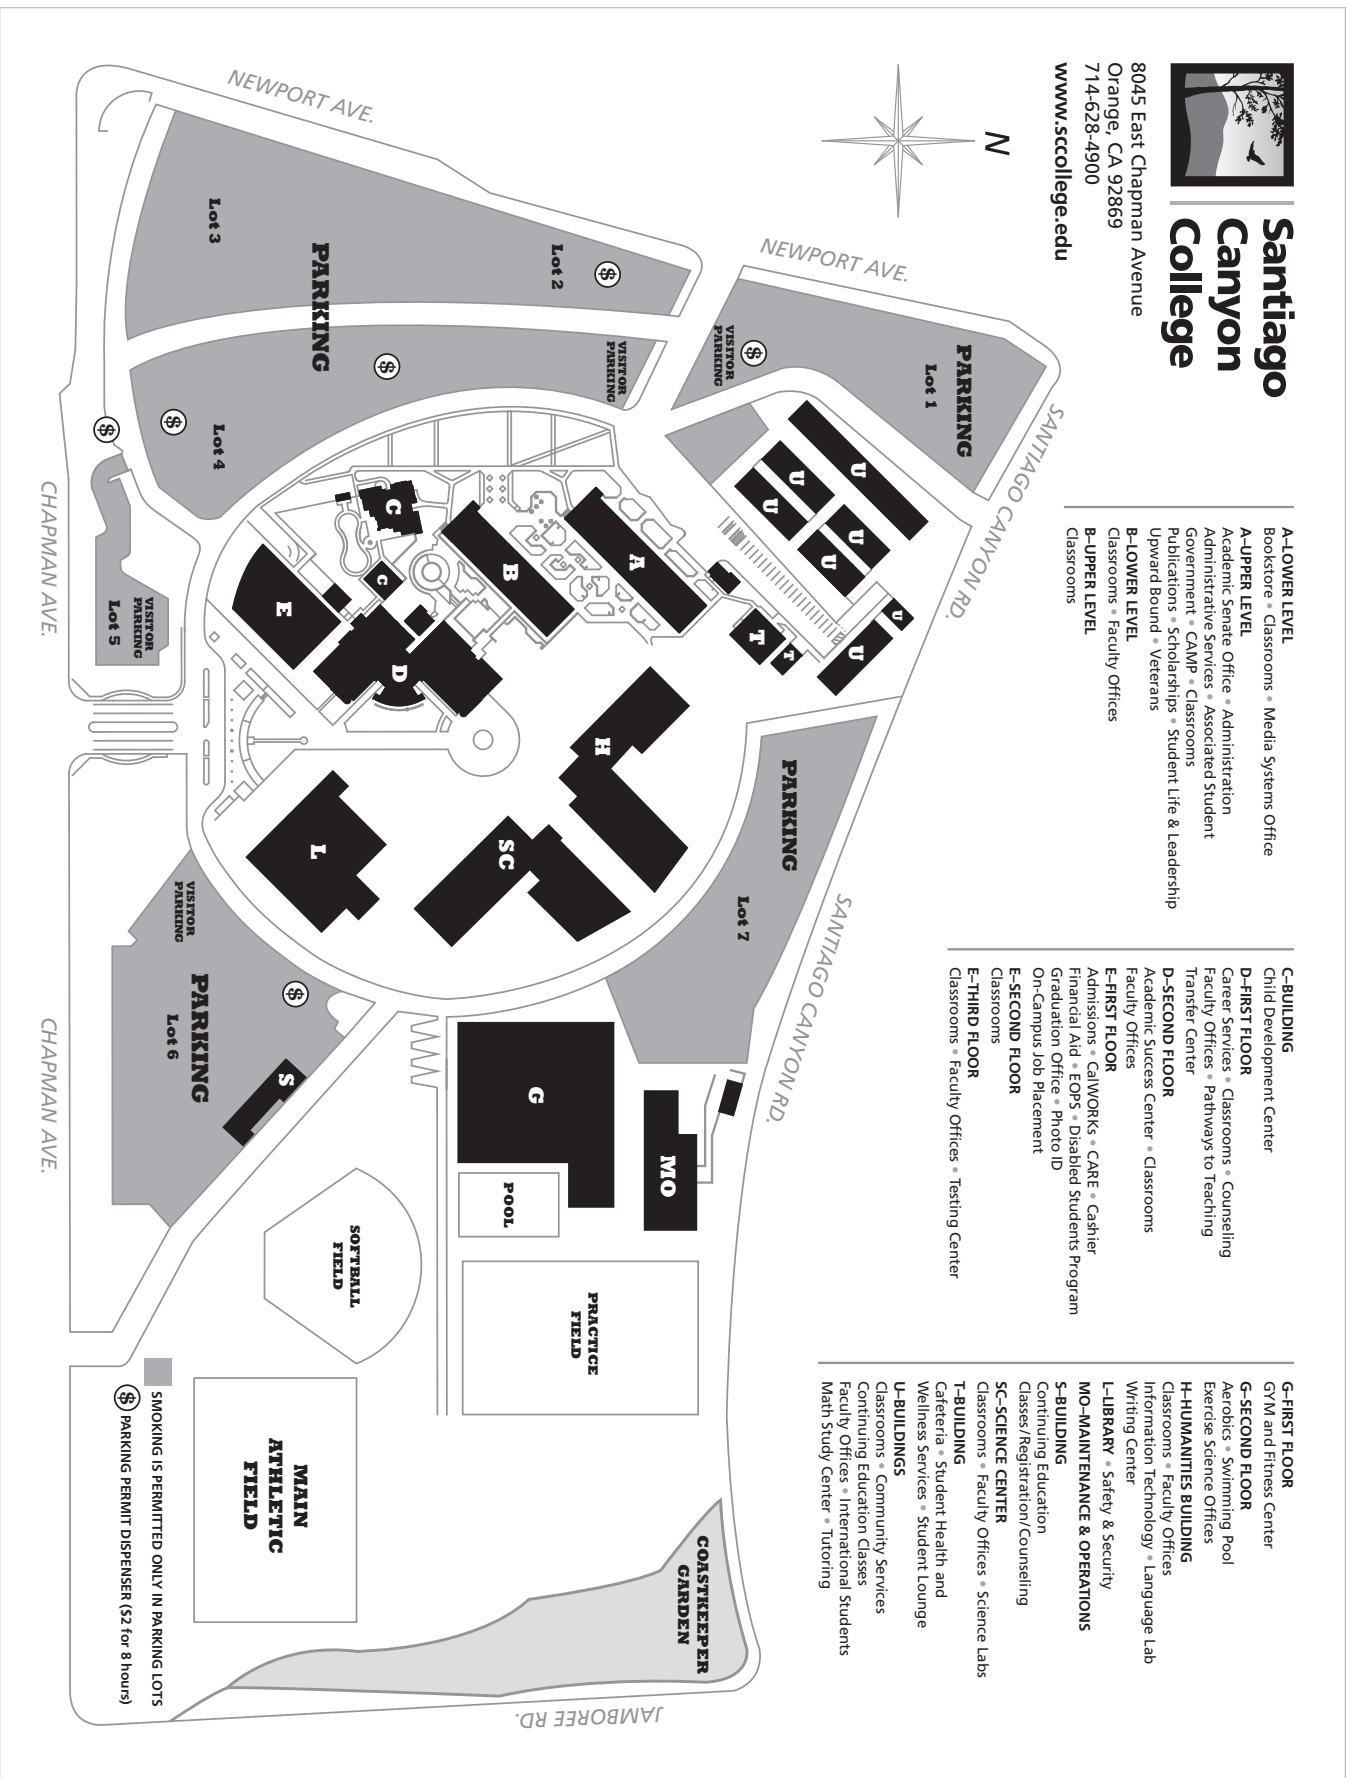 Santiago
Canyon
College
8045 East Chapman Avenue
Orange, CA 92869
714-628-4900
www.sccollege.edu
A–LOWER LEVEL
Bookstore • Classrooms • Media Systems Office
A–UPPER LEVEL
Academic Senate Office • Administration
Administrative Services • Associated Student
Government • CAMP • Classrooms
Publications • Scholarships • Student Life & Leadership
Upward Bound • Veterans
B–LOWER LEVEL
Classrooms • Faculty Offices
B–UPPER LEVEL
Classrooms
C–BUILDING
Child Development Center
D–FIRST FLOOR
Career Services • Classrooms • Counseling
Faculty Offices • Pathways to Teaching
Transfer Center
D–SECOND FLOOR
Academic Success Center • Classrooms
Faculty Offices
E–FIRST FLOOR
Admissions • CalWORKs • CARE • Cashier
Financial Aid • EOPS • Disabled Students Program
Graduation Office • Photo ID
On-Campus Job Placement
E–SECOND FLOOR
Classrooms
E–THIRD FLOOR
Classrooms • Faculty Offices • Testing Center
G–FIRST FLOOR
GYM and Fitness Center
G–SECOND FLOOR
Aerobics • Swimming Pool
Exercise Science Offices
H–HUMANITIES BUILDING
Classrooms • Faculty Offices
Information Technology • Language Lab
Writing Center
L–LIBRARY • Safety & Security
MO–MAINTENANCE & OPERATIONS
S–BUILDING
Continuing Education
Classes/Registration/Counseling
SC–SCIENCE CENTER
Classrooms • Faculty Offices • Science Labs
T–BUILDING
Cafeteria • Student Health and
Wellness Services • Student Lounge
U–BUILDINGS
Classrooms • Community Services
Continuing Education Classes
Faculty Offices • International Students
Math Study Center • Tutoring
N
NEWPORT AVE.
NEWPORT AVE.
SANTIAGO CANYON RD.
SANTIAGO CANYON RD.
JAMBOREE RD.
CHAPMAN AVE.
CHAPMAN AVE.
PARKING
Lot 1
VISITOR
PARKING
$
Lot 2
$
PARKING
Lot 3
VISITOR
PARKING
$
$
Lot 4
$
VISITOR
PARKING
Lot 5
U
U
U
U
U
U
U
T
T
A
B
C
C
D
E
H
SC
L
PARKING
Lot 7
VISITOR
PARKING
PARKING
Lot 6
$
S
G
MO
POOL
PRACTICE
FIELD
SOFTBALL
FIELD
MAIN
ATHLETIC
FIELD
COASTKEEPER
GARDEN
SMOKING IS PERMITTED ONLY IN PARKING LOTS
$ PARKING PERMIT DISPENSER ($2 for 8 hours)